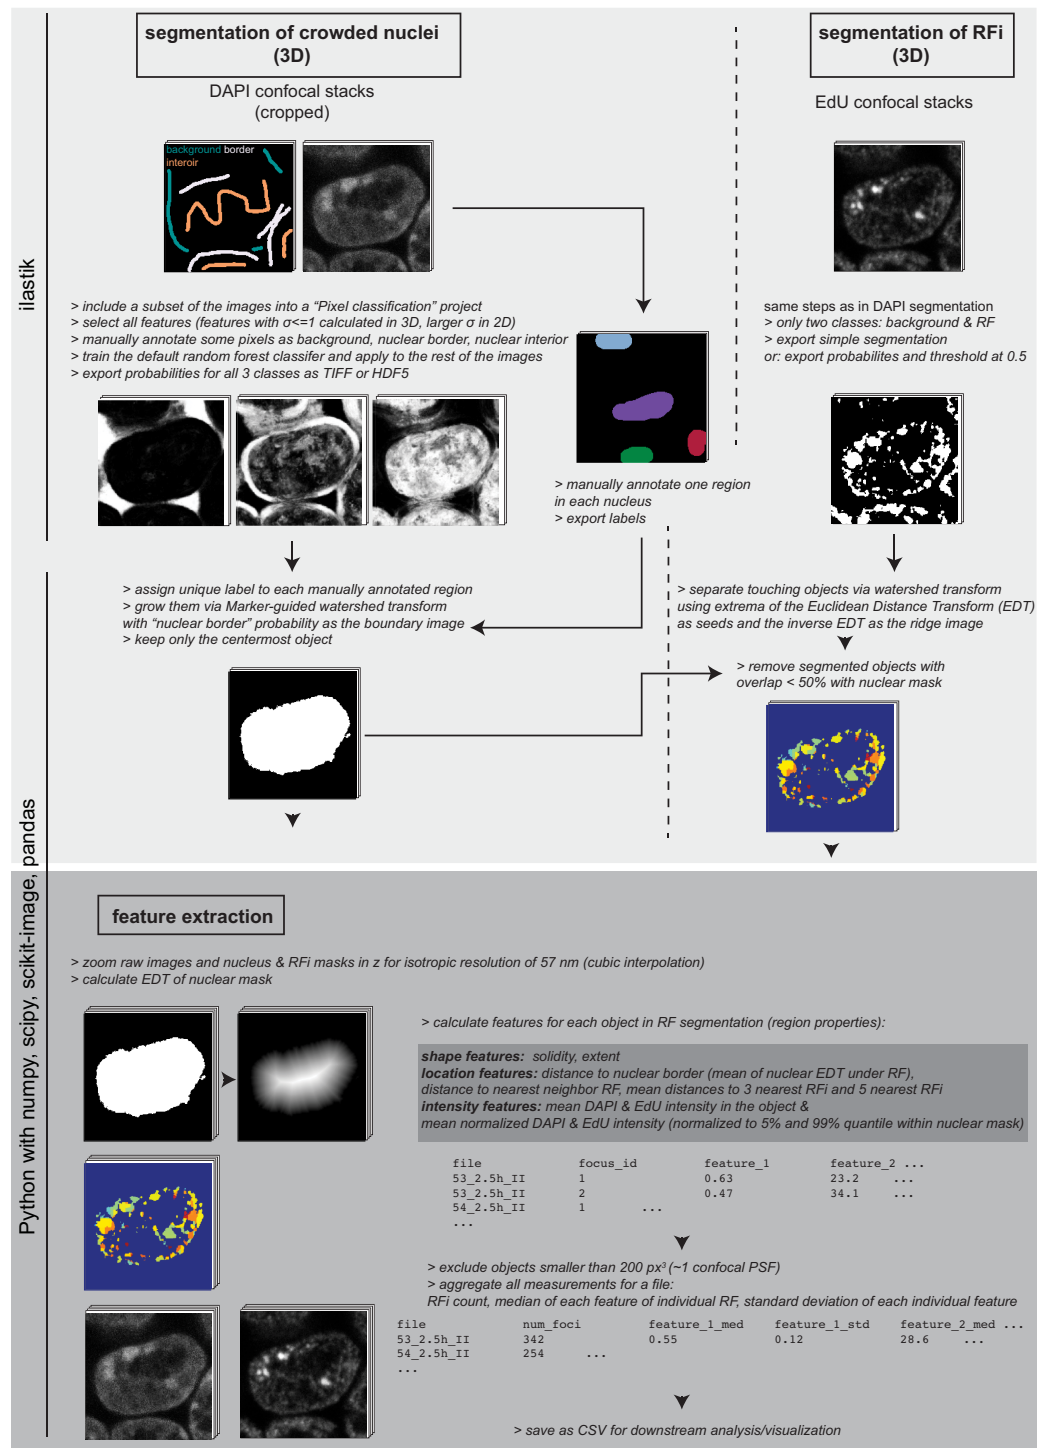 segmentation of crowded nuclei
(3D)
DAPI confocal stacks
(cropped)
background border
interoir
> include a subset of the images into a “Pixel classification” project
> select all features (features with σ<=1 calculated in 3D, larger σ in 2D)
> manually annotate some pixels as background, nuclear border, nuclear interior
> train the default random forest classifer and apply to the rest of the images
> export probabilities for all 3 classes as TIFF or HDF5
> manually annotate one region
in each nucleus
> export labels
segmentation of RFi
(3D)
EdU confocal stacks
same steps as in DAPI segmentation
> only two classes: background & RF
> export simple segmentation
or: export probabilites and threshold at 0.5
ilastik
> assign unique label to each manually annotated region
> grow them via Marker-guided watershed transform
with “nuclear border” probability as the boundary image
> keep only the centermost object
> separate touching objects via watershed transform
using extrema of the Euclidean Distance Transform (EDT)
as seeds and the inverse EDT as the ridge image
> remove segmented objects with
overlap < 50% with nuclear mask
Python with numpy, scipy, scikit-image, pandas
feature extraction
> zoom raw images and nucleus & RFi masks in z for isotropic resolution of 57 nm (cubic interpolation)
> calculate EDT of nuclear mask
> calculate features for each object in RF segmentation (region properties):
shape features: solidity, extent
location features: distance to nuclear border (mean of nuclear EDT under RF),
distance to nearest neighbor RF, mean distances to 3 nearest RFi and 5 nearest RFi
intensity features: mean DAPI & EdU intensity in the object &
mean normalized DAPI & EdU intensity (normalized to 5% and 99% quantile within nuclear mask)
file focus_id feature_1 feature_2 ...
53_2.5h_II 1 0.63 23.2 ...
53_2.5h_II 2 0.47 34.1 ...
54_2.5h_II 1 ...
...
> exclude objects smaller than 200 px³ (~1 confocal PSF)
> aggregate all measurements for a file:
RFi count, median of each feature of individual RF, standard deviation of each individual feature
file num_foci feature_1_med feature_1_std feature_2_med ...
53_2.5h_II 342 0.55 0.12 28.6 ...
54_2.5h_II 254 ...
...
> save as CSV for downstream analysis/visualization